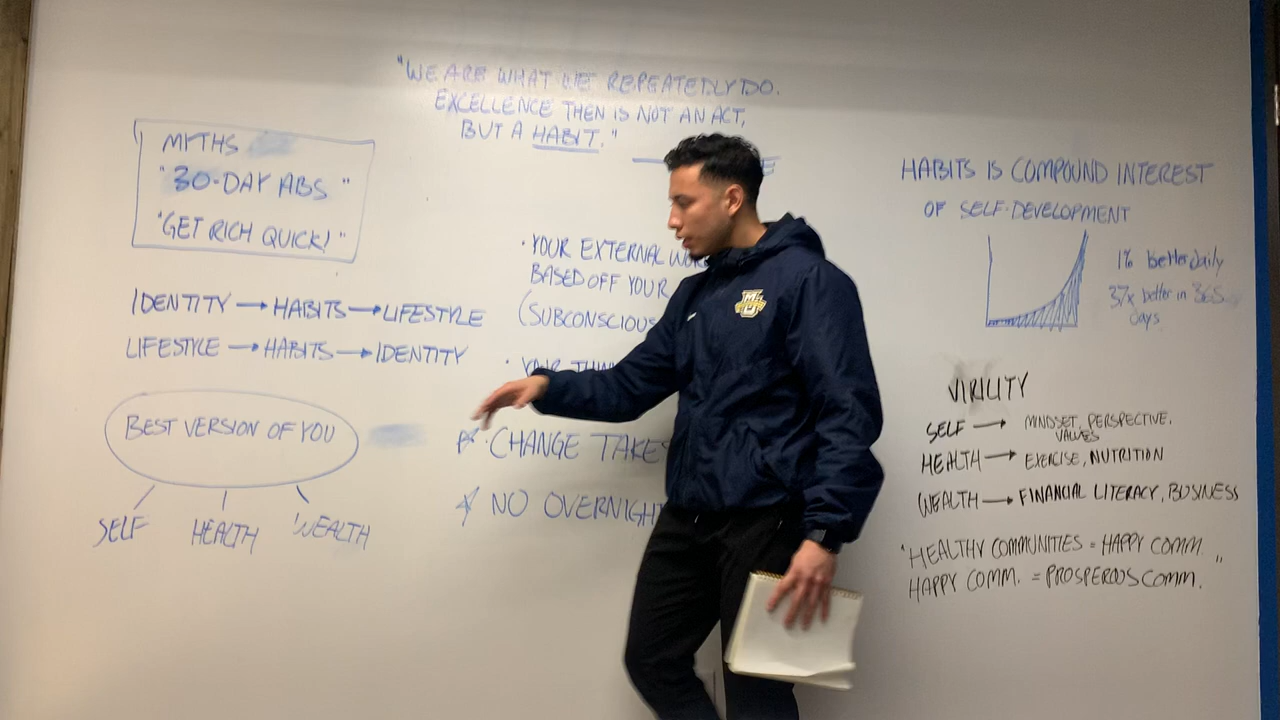 "WE ARE WHAT WE REPEATEDLY DO.
EXCELLENCE THEN IS NOT AN ACT,
BUT A HABIT."
MYTHS
"30-DAY ABS"
"GET RICH QUICK!"
IDENTITY → HABITS → LIFESTYLE
LIFESTYLE → HABITS → IDENTITY
BEST VERSION OF YOU
SELF HEALTH WEALTH
• YOUR EXTERNAL
BASED OFF YOUR
(SUBCONSCIOUS
• YOUR
CHANGE TAKES
NO OVERNIGHT
MU
HABITS IS COMPOUND INTEREST
OF SELF-DEVELOPMENT
1% better daily
37x better in 365
days
VIRILITY
SELF → MINDSET, PERSPECTIVE,
VALUES
HEALTH → EXERCISE, NUTRITION
WEALTH → FINANCIAL LITERACY, BUSINESS
"HEALTHY COMMUNITIES = HAPPY COMM.
HAPPY COMM. = PROSPEROUS COMM."